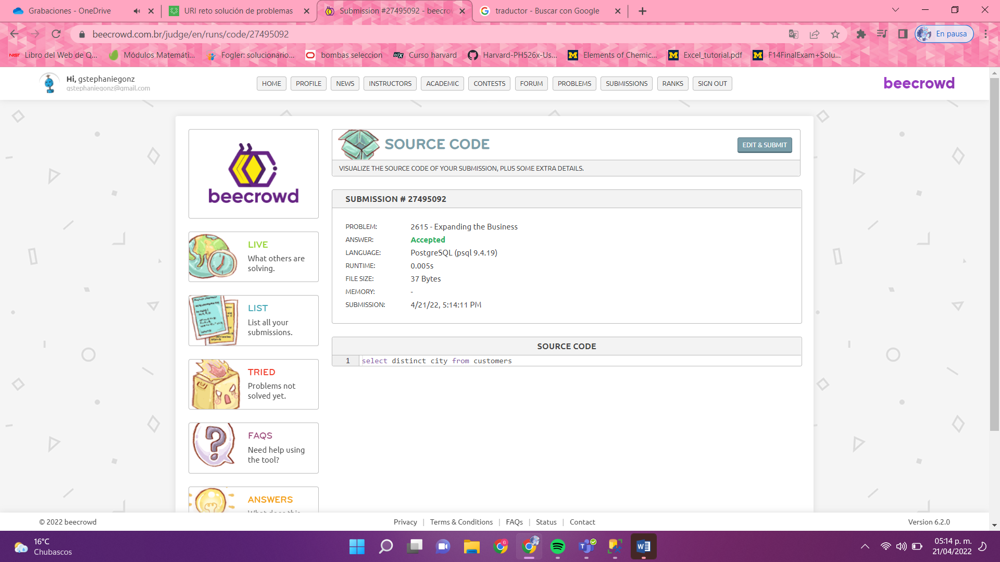 Grabaciones - OneDrive
URI reto solución de problemas
Submission #27495092 - beecro
traductor - Buscar con Google
beecrowd.com.br/judge/en/runs/code/27495092
En pausa
NIST Libro del Web de Q...
Módulos Matemáti...
Fogler: solucionario...
bombas seleccion
edX Curso harvard
Harvard-PH526x-Us...
M Elements of Chemic...
M Excel_tutorial.pdf
M F14FinalExam+Solu...
Hi, gstephaniegonz
gstephaniegonz@gmail.com
HOME
PROFILE
NEWS
INSTRUCTORS
ACADEMIC
CONTESTS
FORUM
PROBLEMS
SUBMISSIONS
RANKS
SIGN OUT
beecrowd
beecrowd
LIVE
What others are
solving.
LIST
List all your
submissions.
TRIED
Problems not
solved yet.
FAQS
Need help using
the tool?
ANSWERS
What does this
SOURCE CODE
EDIT & SUBMIT
VISUALIZE THE SOURCE CODE OF YOUR SUBMISSION, PLUS SOME EXTRA DETAILS.
SUBMISSION # 27495092
PROBLEM: 2615 - Expanding the Business
ANSWER: Accepted
LANGUAGE: PostgreSQL (psql 9.4.19)
RUNTIME: 0.005s
FILE SIZE: 37 Bytes
MEMORY: -
SUBMISSION: 4/21/22, 5:14:11 PM
SOURCE CODE
1 select distinct city from customers
© 2022 beecrowd
Privacy | Terms & Conditions | FAQs | Status | Contact
Version 6.2.0
16°C
Chubascos
05:14 p. m.
21/04/2022